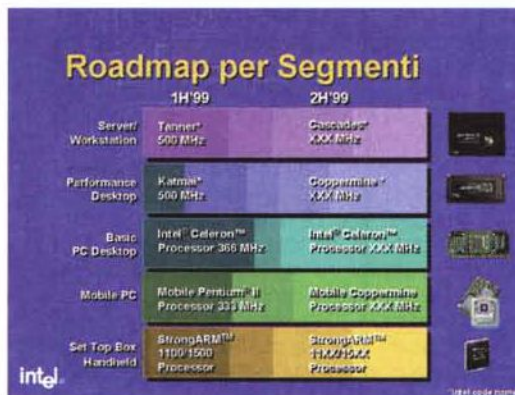 Roadmap per Segmenti
1H'99 2H'99
Server/
Workstation
Tanner*
500 MHz
Cascades*
XXX MHz
Performance
Desktop
Katmai*
500 MHz
Coppermine *
XXX MHz
Basic
PC Desktop
Intel® Celeron™
Processor 366 MHz
Intel® Celeron™
Processor XXX MHz
Mobile PC
Mobile Pentium® II
Processor 333 MHz
Mobile Coppermine
Processor XXX MHz
Set Top Box
Handheld
StrongARM™
1100/1500
Processor
StrongARM™
11XX/15XX
Processor
intel®
*Intel code name